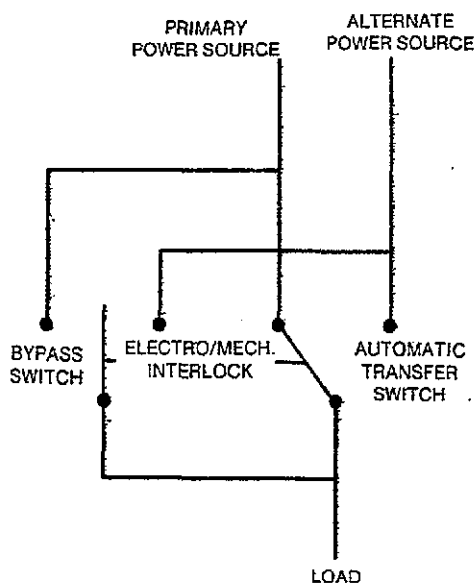 PRIMARY
POWER SOURCE
ALTERNATE
POWER SOURCE
BYPASS
SWITCH
ELECTRO/MECH.
INTERLOCK
AUTOMATIC
TRANSFER
SWITCH
LOAD